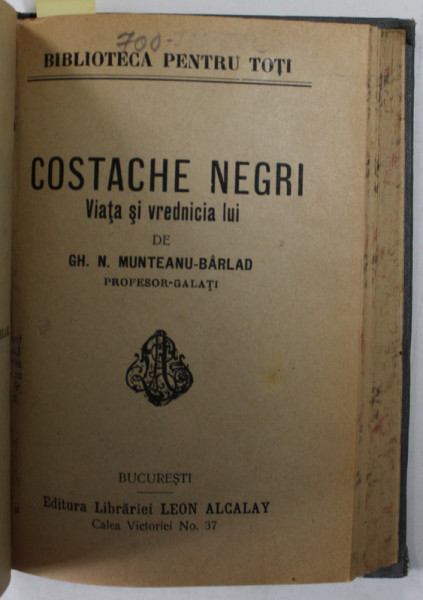 700-
BIBLIOTECA PENTRU TOȚI
COSTACHE NEGRI
Viața și vrednicia lui
DE
GH. N. MUNTEANU-BÂRLAD
PROFESOR-GALAȚI
BUCUREȘTI
Editura Librăriei LEON ALCALAY
Calea Victoriei No. 37